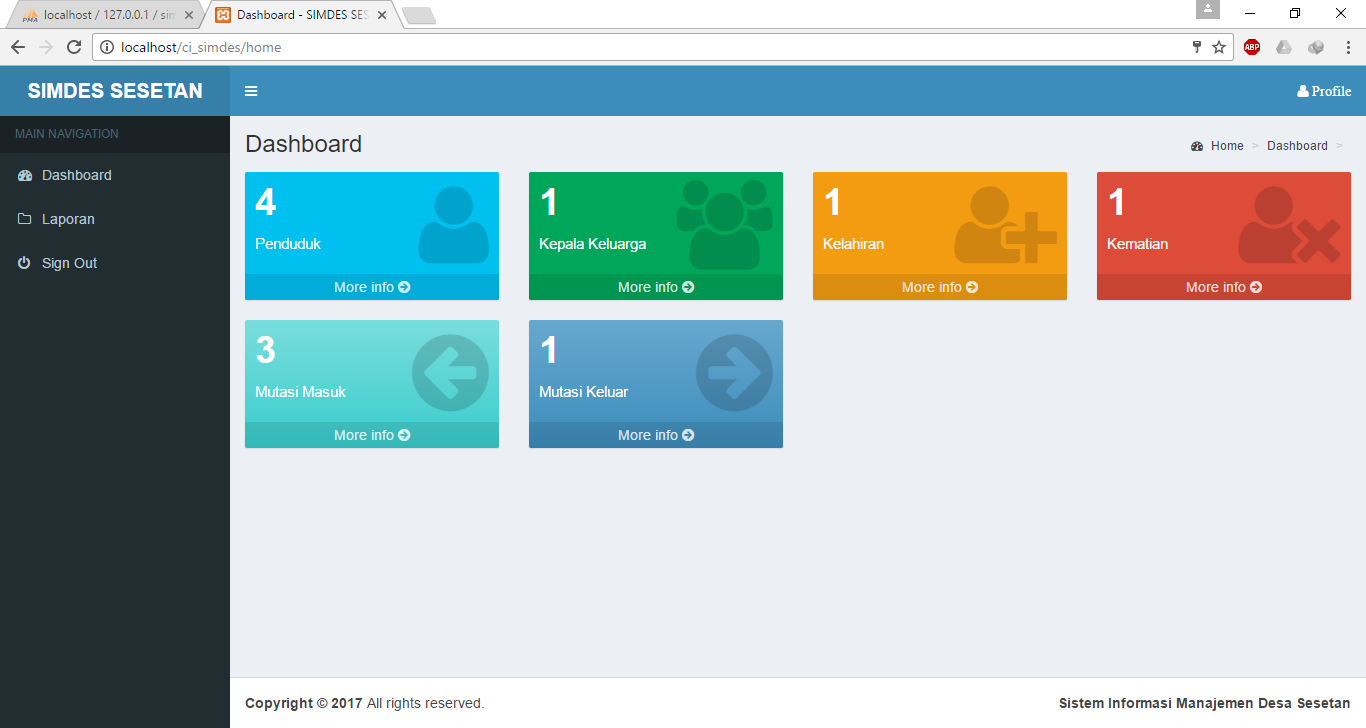 localhost / 127.0.0.1 / sim
Dashboard - SIMDES SES
localhost/ci_simdes/home
ABP
SIMDES SESETAN
Profile
MAIN NAVIGATION
Dashboard
Laporan
Sign Out
Dashboard
Home > Dashboard >
4
Penduduk
More info
1
Kepala Keluarga
More info
1
Kelahiran
More info
1
Kematian
More info
3
Mutasi Masuk
More info
1
Mutasi Keluar
More info
Copyright © 2017 All rights reserved.
Sistem Informasi Manajemen Desa Sesetan